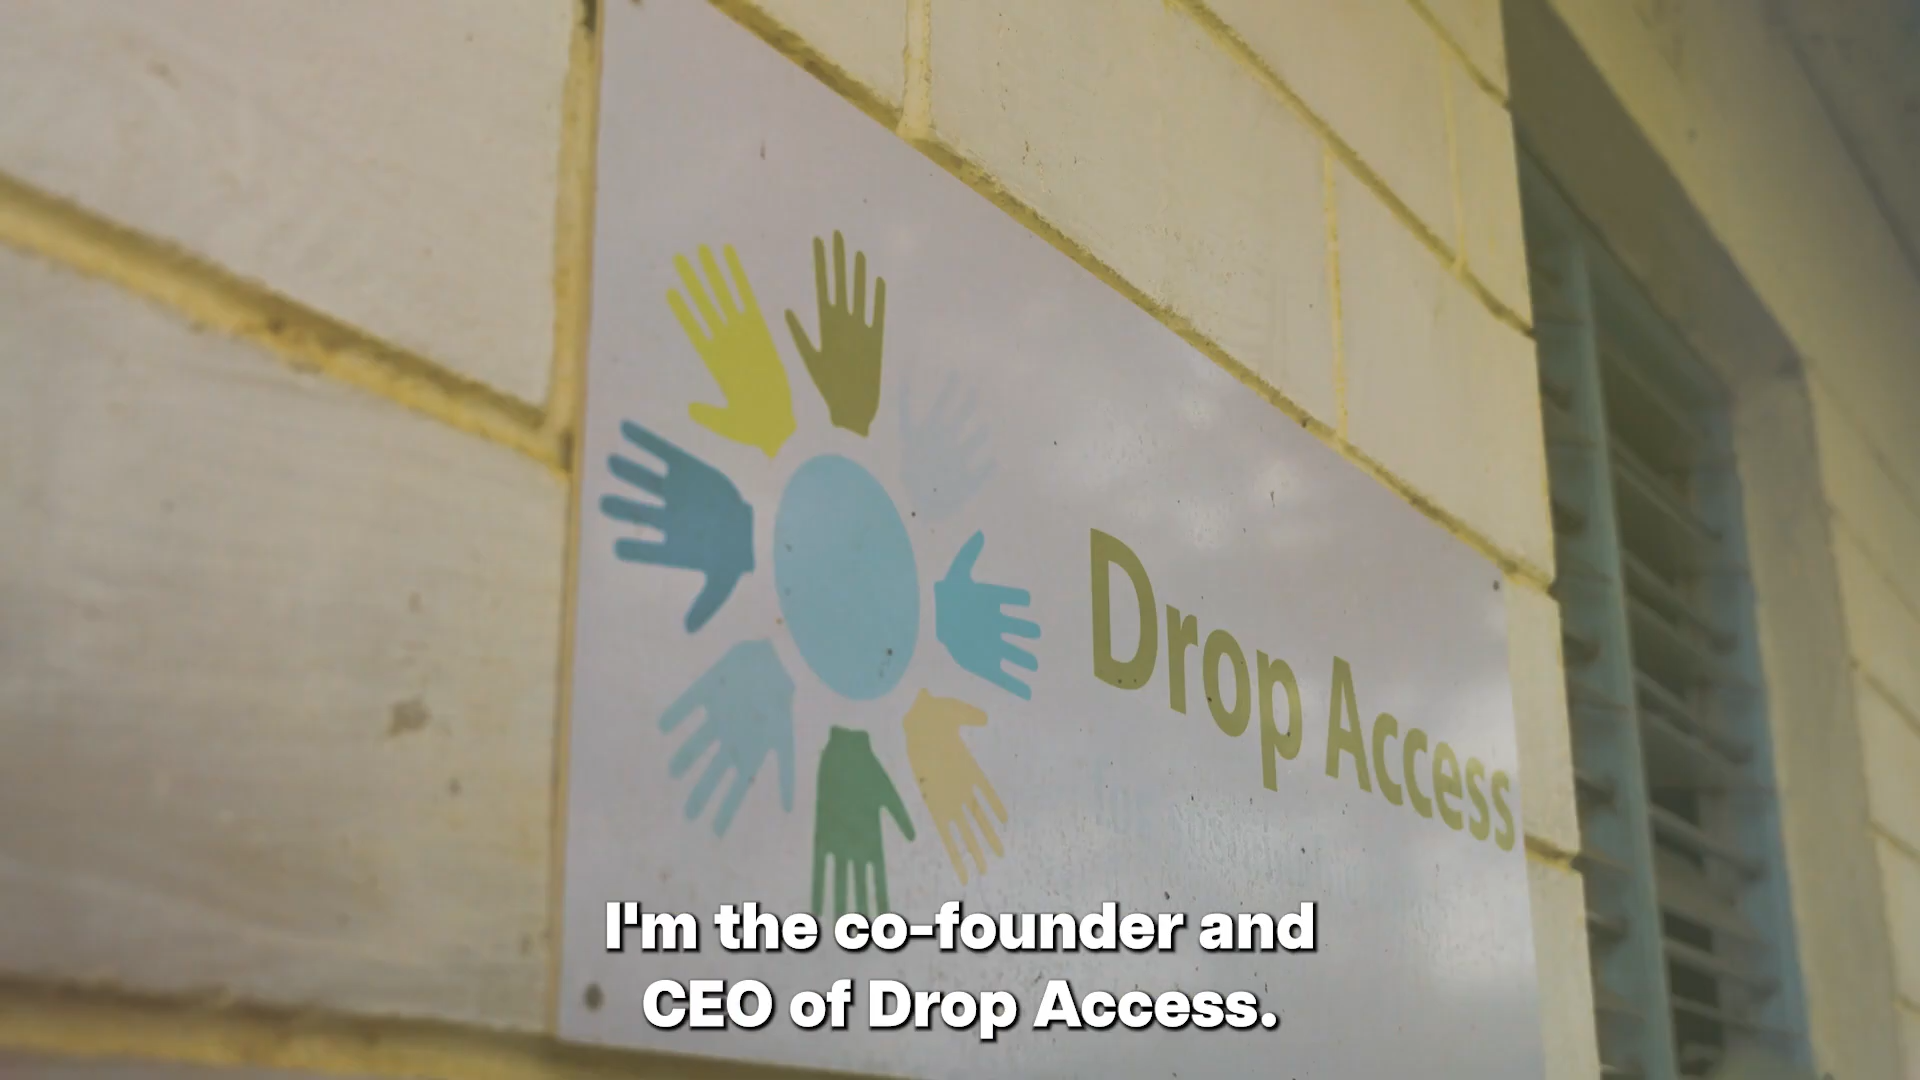 Drop Access
I'm the co-founder and
CEO of Drop Access.